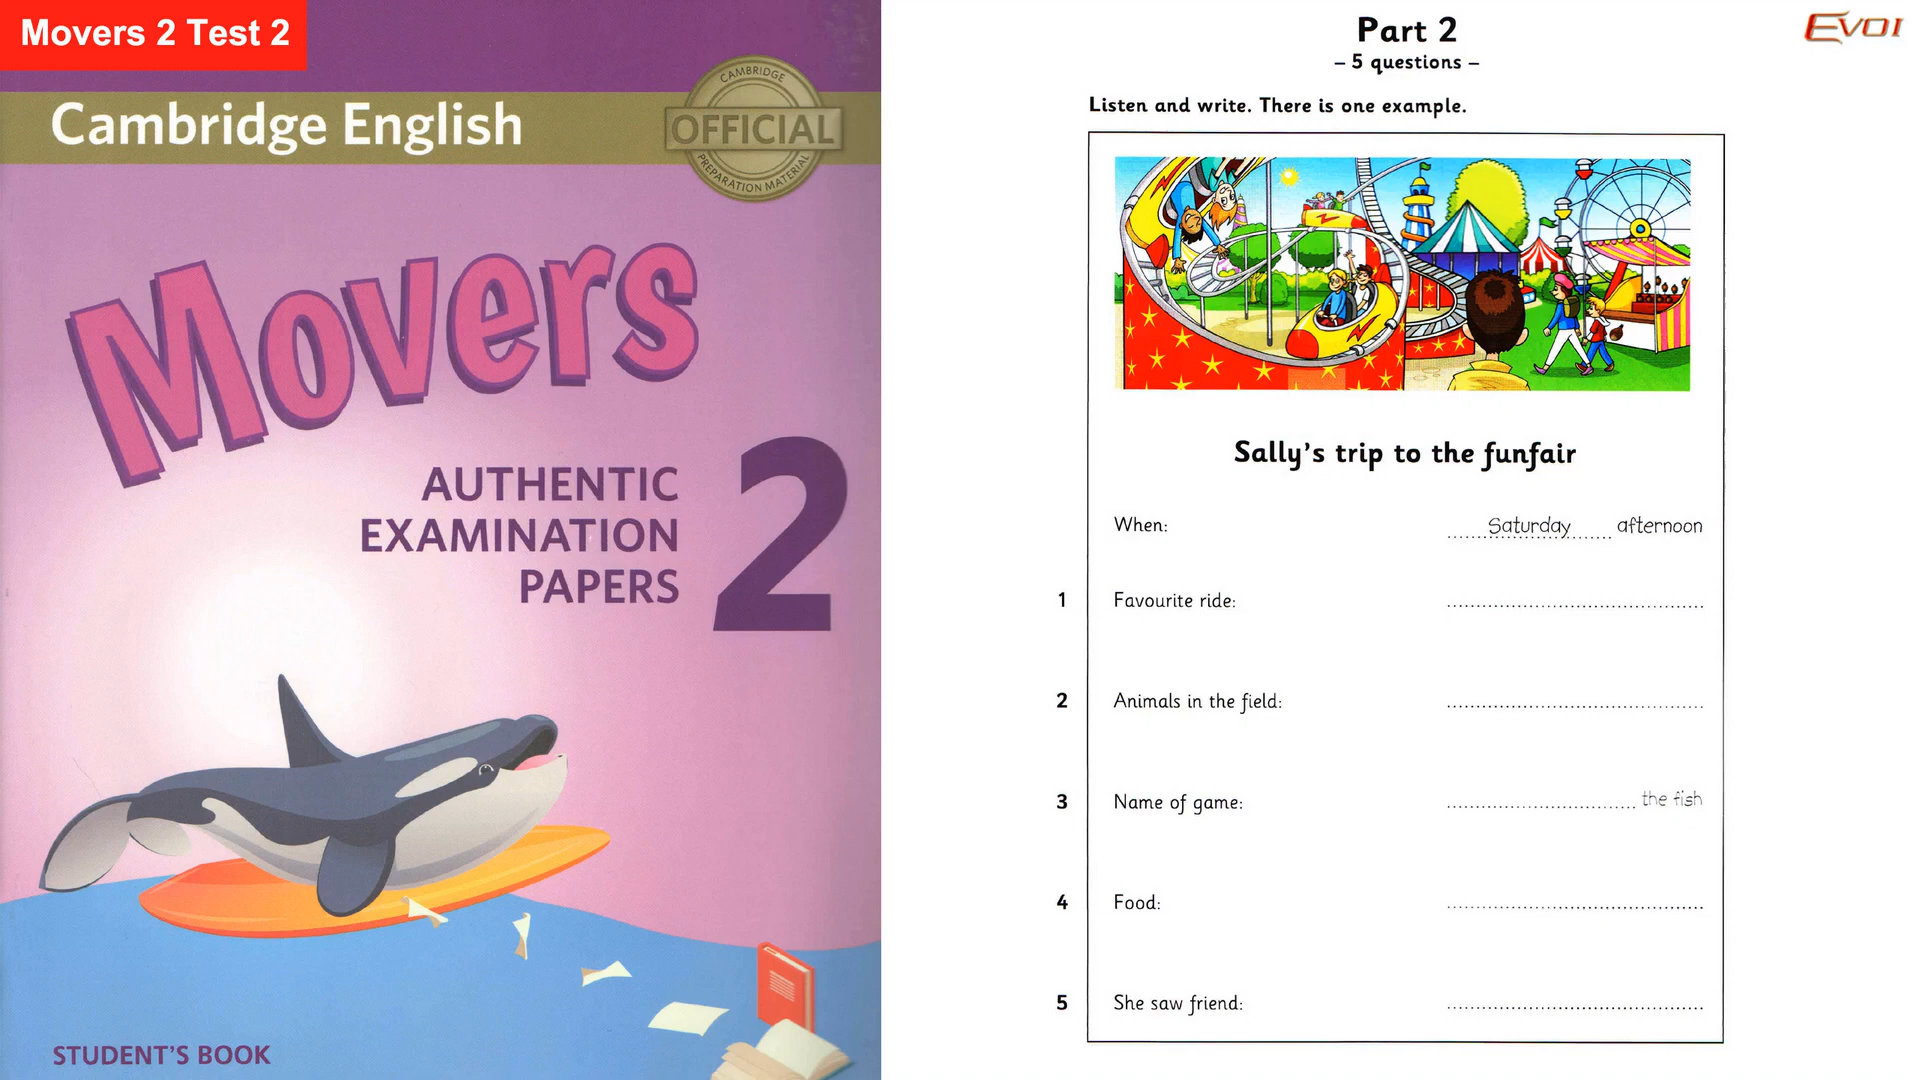 Movers 2 Test 2
Cambridge English
CAMBRIDGE
OFFICIAL
PREPARATION MATERIAL
Movers
AUTHENTIC
EXAMINATION
PAPERS
2
STUDENT'S BOOK
EVOI
Part 2
– 5 questions –
Listen and write. There is one example.
Sally's trip to the funfair
When: Saturday afternoon
1 Favourite ride:
2 Animals in the field:
3 Name of game: the fish
4 Food:
5 She saw friend: